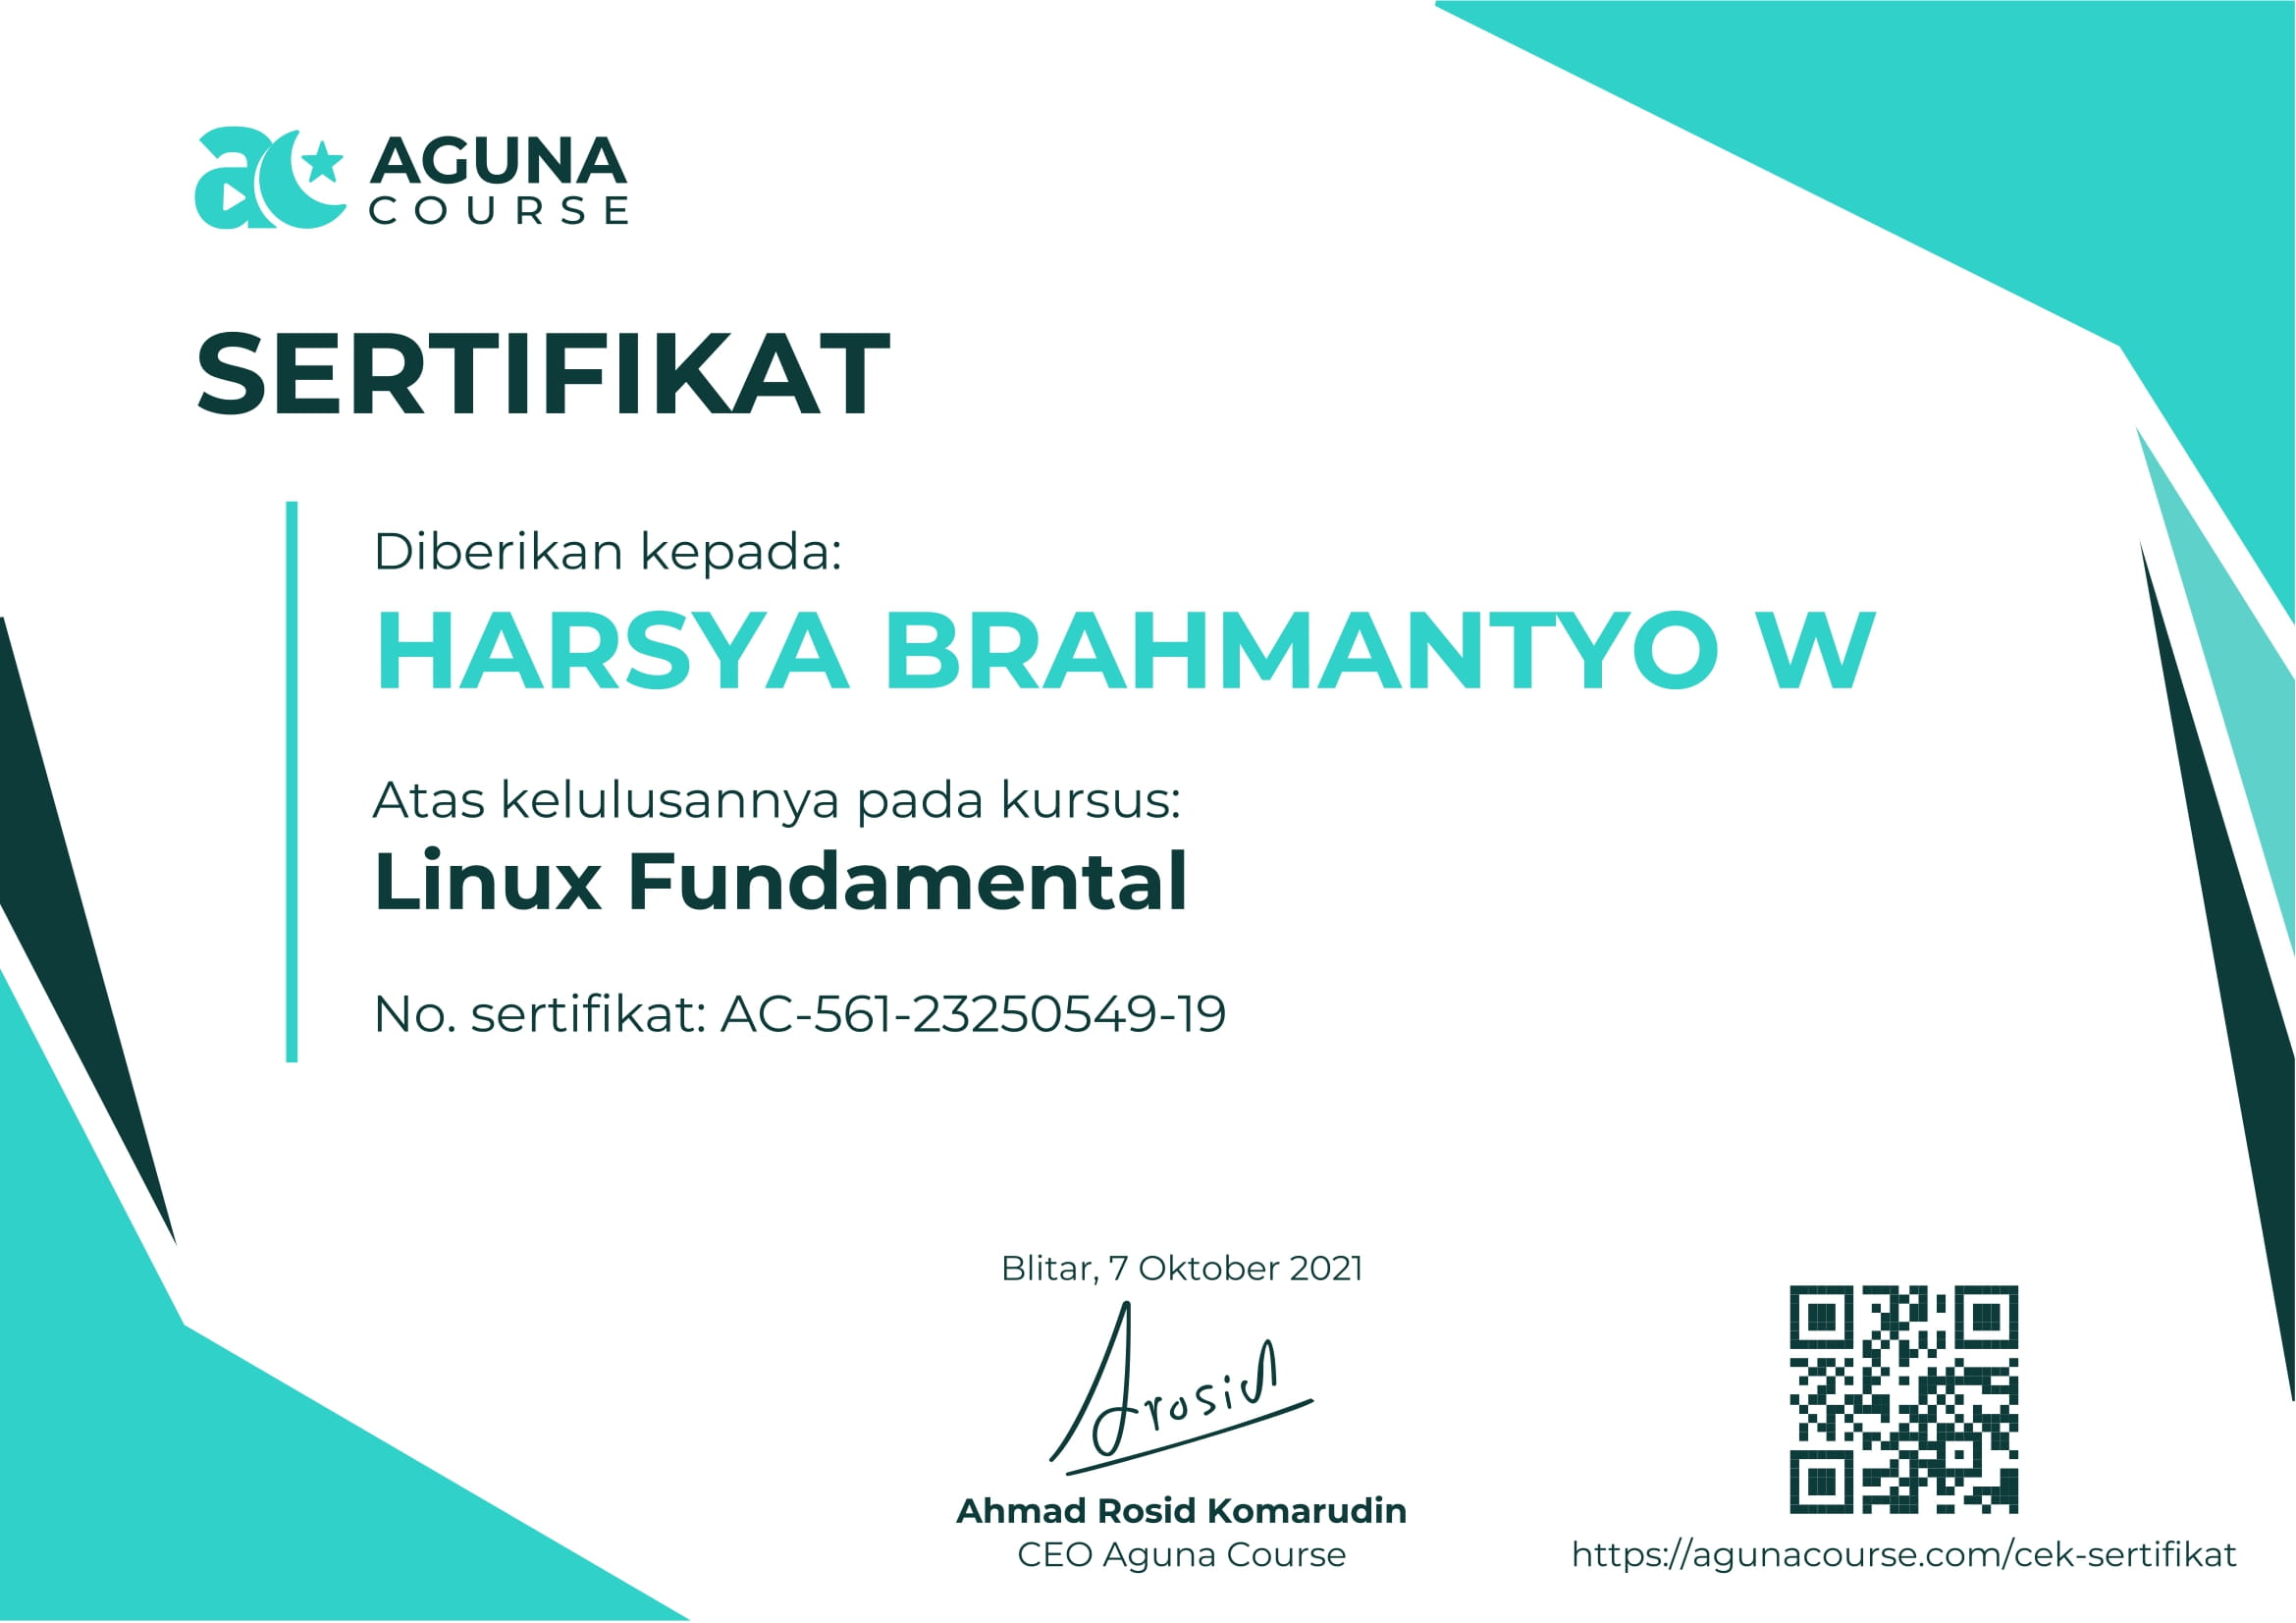 AGUNA
COURSE
SERTIFIKAT
Diberikan kepada:
HARSYA BRAHMANTYO W
Atas kelulusannya pada kursus:
Linux Fundamental
No. sertifikat: AC-561-23250549-19
Blitar, 7 Oktober 2021
Arosid
Ahmad Rosid Komarudin
CEO Aguna Course
https://agunacourse.com/cek-sertifikat